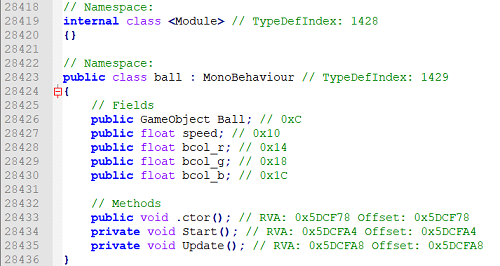 28418 // Namespace:
28419 internal class <Module> // TypeDefIndex: 1428
28420 {}
28421
28422 // Namespace:
28423 public class ball : MonoBehaviour // TypeDefIndex: 1429
28424 {
28425 // Fields
28426 public GameObject Ball; // 0xC
28427 public float speed; // 0x10
28428 public float bcol_r; // 0x14
28429 public float bcol_g; // 0x18
28430 public float bcol_b; // 0x1C
28431
28432 // Methods
28433 public void .ctor(); // RVA: 0x5DCF78 Offset: 0x5DCF78
28434 private void Start(); // RVA: 0x5DCFA4 Offset: 0x5DCFA4
28435 private void Update(); // RVA: 0x5DCFA8 Offset: 0x5DCFA8
28436 }